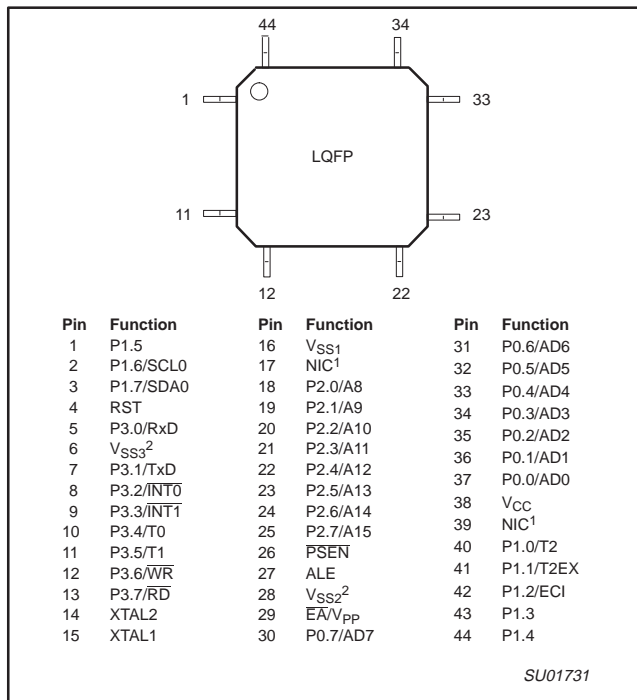 44 34
1 33
LQFP
11 23
12 22
Pin Function Pin Function Pin Function
1 P1.5 16 VSS1 31 P0.6/AD6
2 P1.6/SCL0 17 NIC1 32 P0.5/AD5
3 P1.7/SDA0 18 P2.0/A8 33 P0.4/AD4
4 RST 19 P2.1/A9 34 P0.3/AD3
5 P3.0/RxD 20 P2.2/A10 35 P0.2/AD2
6 VSS32 21 P2.3/A11 36 P0.1/AD1
7 P3.1/TxD 22 P2.4/A12 37 P0.0/AD0
8 P3.2/INT0 23 P2.5/A13 38 VCC
9 P3.3/INT1 24 P2.6/A14 39 NIC1
10 P3.4/T0 25 P2.7/A15 40 P1.0/T2
11 P3.5/T1 26 PSEN 41 P1.1/T2EX
12 P3.6/WR 27 ALE 42 P1.2/ECI
13 P3.7/RD 28 VSS22 43 P1.3
14 XTAL2 29 EA/VPP 44 P1.4
15 XTAL1 30 P0.7/AD7
SU01731